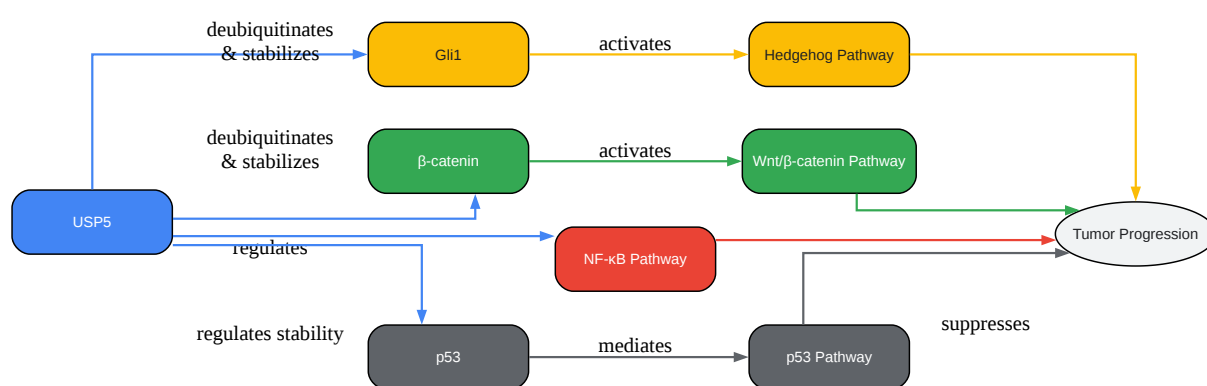 deubiquitinates
& stabilizes
Gli1
activates
Hedgehog Pathway
deubiquitinates
& stabilizes
β-catenin
activates
Wnt/β-catenin Pathway
USP5
regulates
NF-κB Pathway
Tumor Progression
regulates stability
p53
mediates
p53 Pathway
suppresses